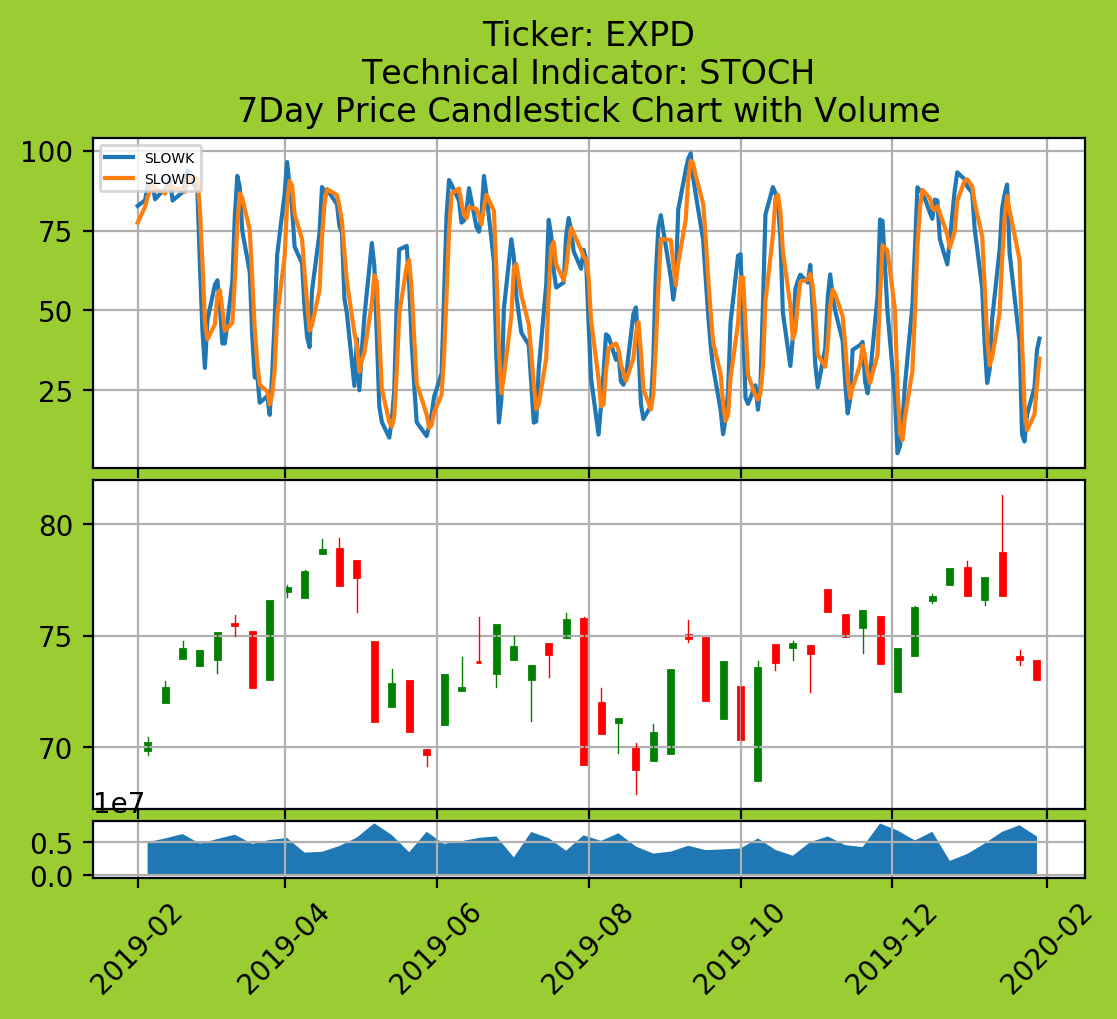 Ticker: EXPD
Technical Indicator: STOCH
7Day Price Candlestick Chart with Volume
100
75
50
25
SLOWK
SLOWD
80
75
70
1e7
0.5
0.0
2019-02
2019-04
2019-06
2019-08
2019-10
2019-12
2020-02